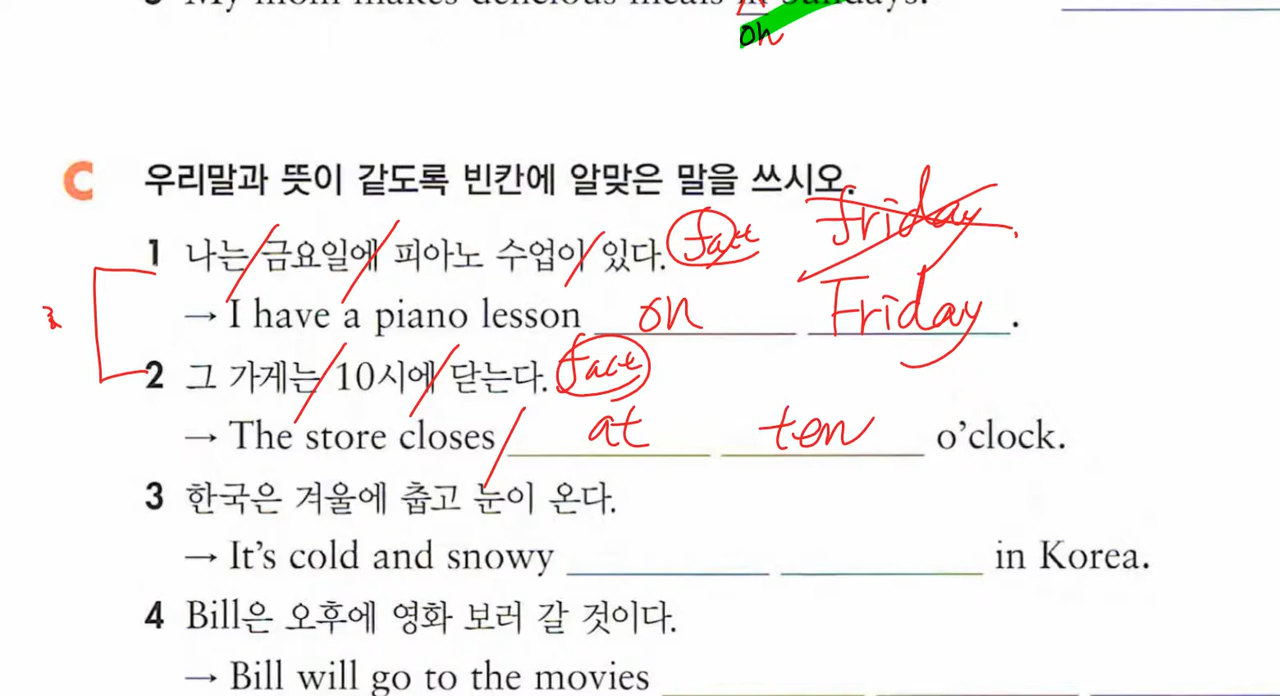 My mom makes delicious meals in Sundays.
on
C 우리말과 뜻이 같도록 빈칸에 알맞은 말을 쓰시오.
friday.
1 나는 금요일에 피아노 수업이 있다. fact
→ I have a piano lesson on Friday.
2 그 가게는 10시에 닫는다. fact
→ The store closes at ten o'clock.
3 한국은 겨울에 춥고 눈이 온다.
→ It's cold and snowy in Korea.
4 Bill은 오후에 영화 보러 갈 것이다.
→ Bill will go to the movies